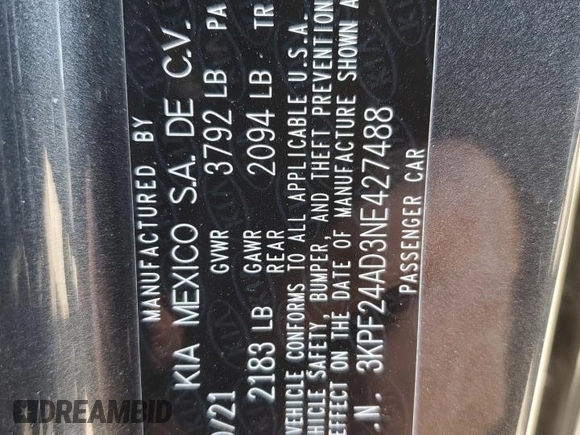 MANUFACTURED BY
KIA MEXICO S.A. DE C.V.
/21 GVWR 3792 LB PA
2183 LB GAWR REAR 2094 LB TR
VEHICLE CONFORMS TO ALL APPLICABLE U.S.A.
HICLE SAFETY, BUMPER, AND THEFT PREVENTION
EFFECT ON THE DATE OF MANUFACTURE SHOWN A
.N. 3KPF24AD3NE427488
PASSENGER CAR
DREAMBID